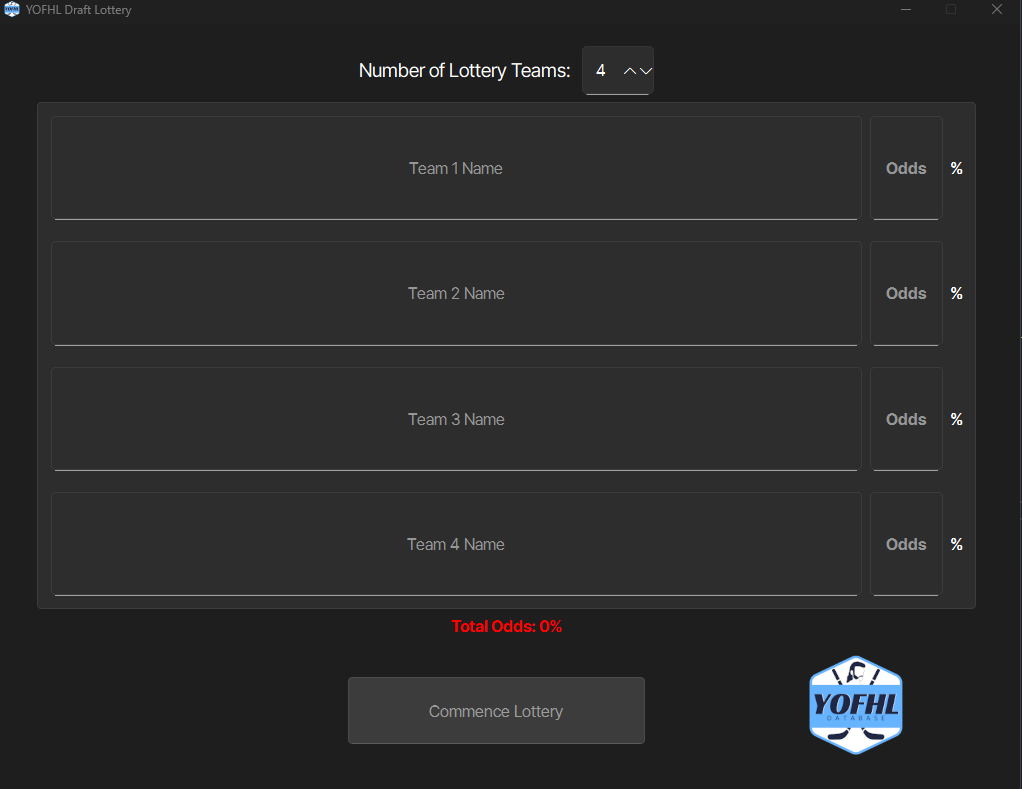 YOFHL Draft Lottery
Number of Lottery Teams: 4
Team 1 Name Odds %
Team 2 Name Odds %
Team 3 Name Odds %
Team 4 Name Odds %
Total Odds: 0%
Commence Lottery
YOFHL
DATABASE